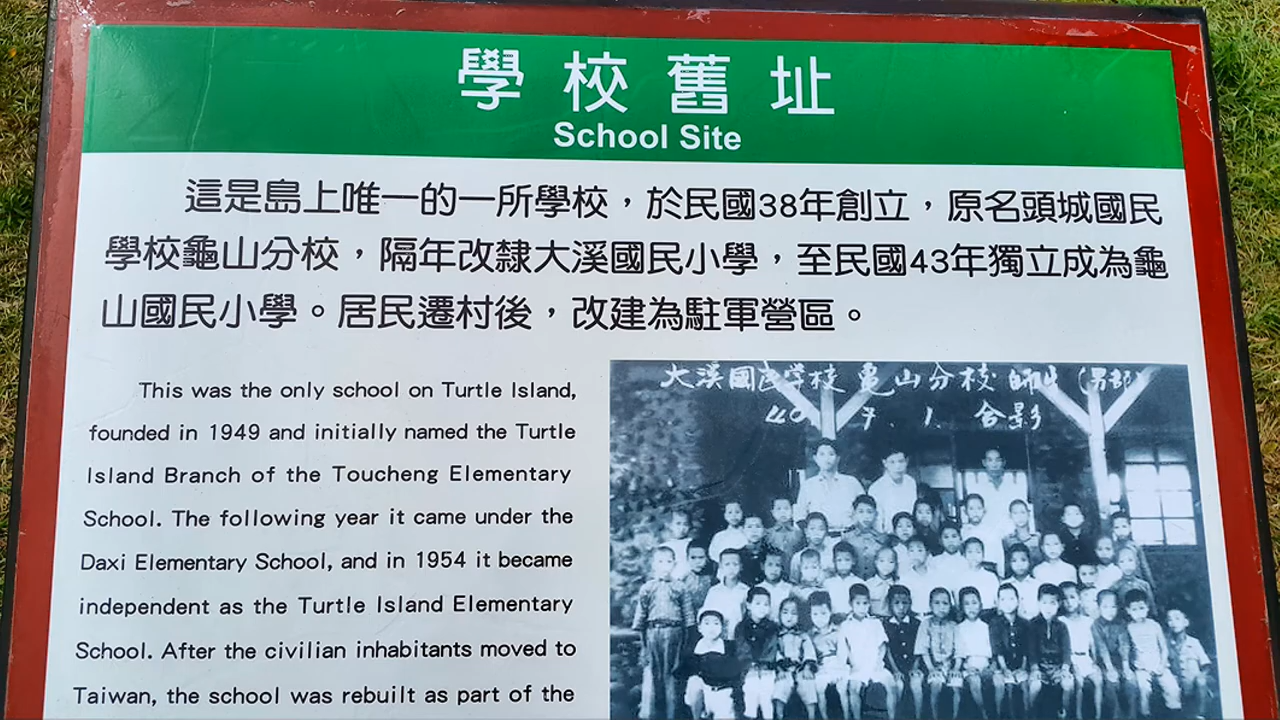 學校舊址
School Site
這是島上唯一的一所學校，於民國38年創立，原名頭城國民
學校龜山分校，隔年改隸大溪國民小學，至民國43年獨立成為龜
山國民小學。居民遷村後，改建為駐軍營區。
This was the only school on Turtle Island,
founded in 1949 and initially named the Turtle
Island Branch of the Toucheng Elementary
School. The following year it came under the
Daxi Elementary School, and in 1954 it became
independent as the Turtle Island Elementary
School. After the civilian inhabitants moved to
Taiwan, the school was rebuilt as part of the
大溪國民学校龟山分校師生(男部)
40. 7. 1. 合影